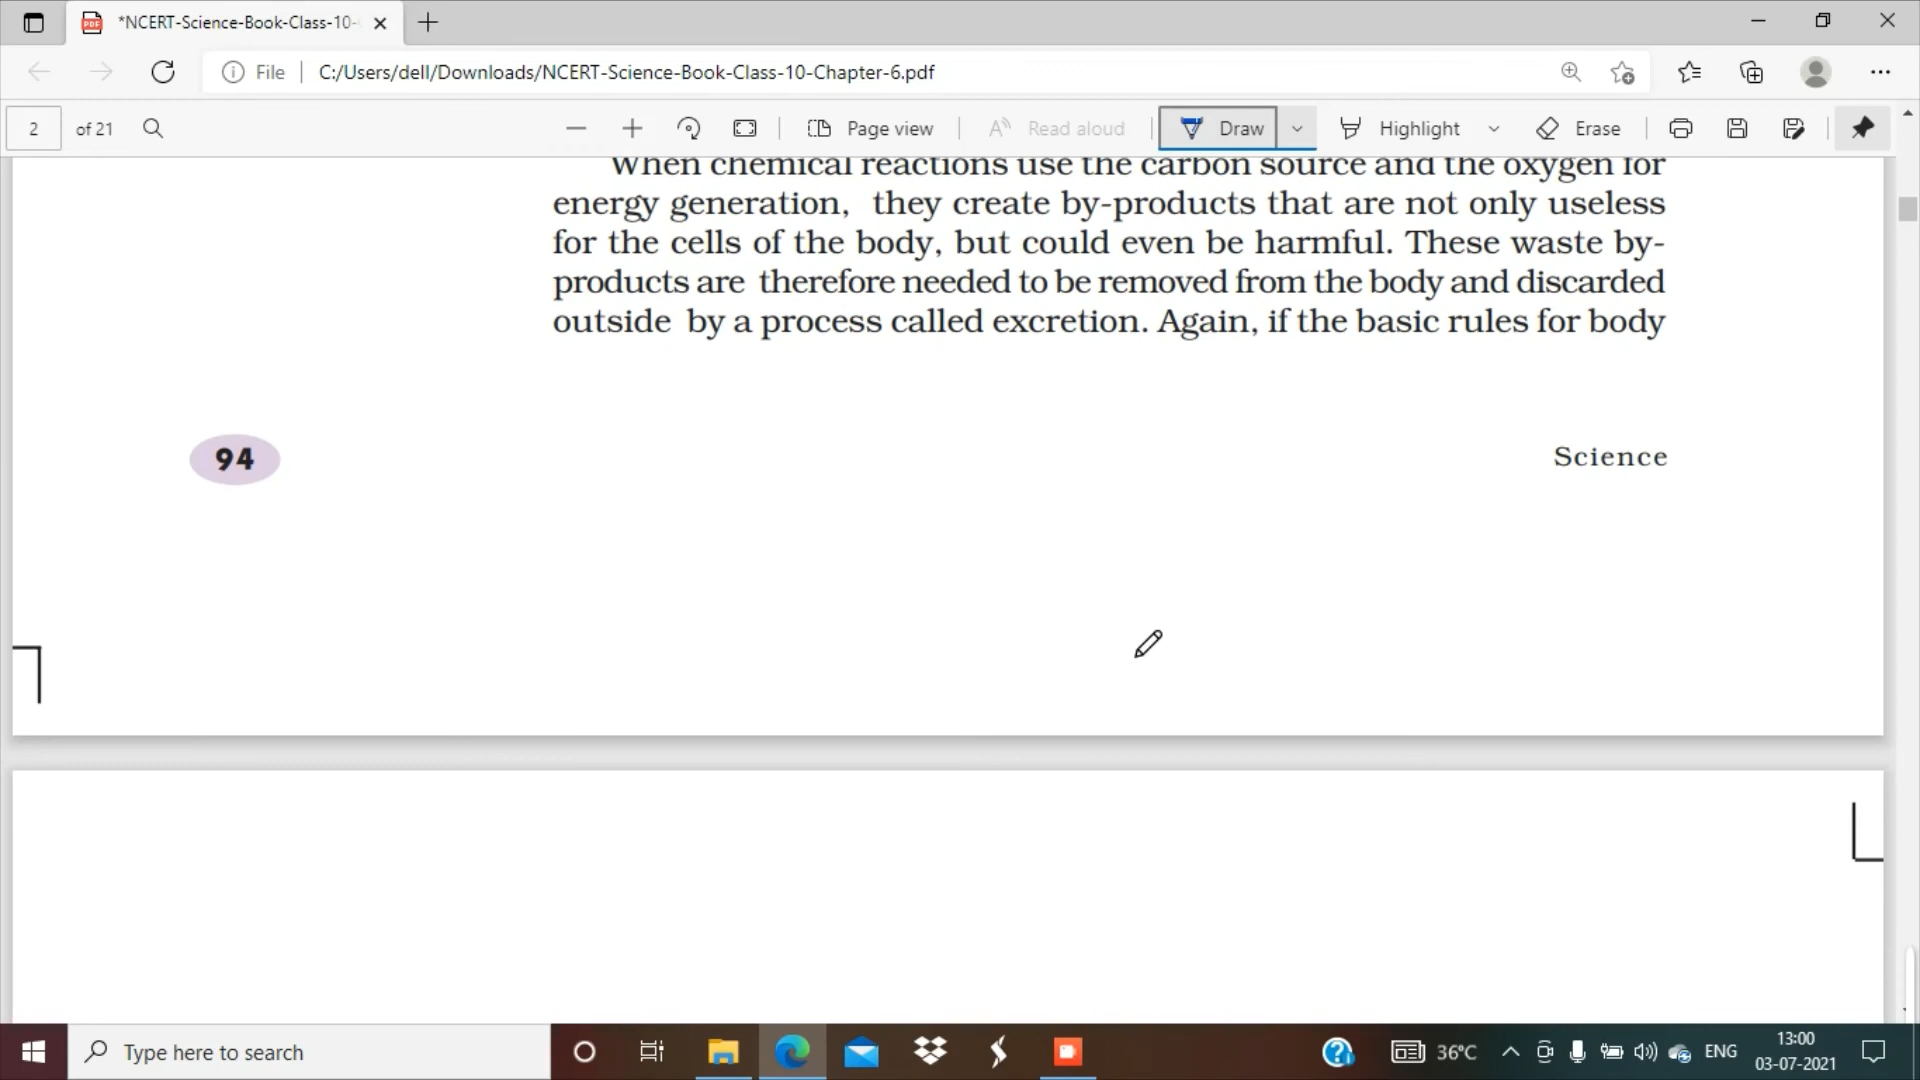 *NCERT-Science-Book-Class-10-
File
C:/Users/dell/Downloads/NCERT-Science-Book-Class-10-Chapter-6.pdf
2 of 21
Page view
Read aloud
Draw
Highlight
Erase
When chemical reactions use the carbon source and the oxygen for
energy generation, they create by-products that are not only useless
for the cells of the body, but could even be harmful. These waste by-
products are therefore needed to be removed from the body and discarded
outside by a process called excretion. Again, if the basic rules for body
94
Science
Type here to search
36°C
ENG
13:00
03-07-2021